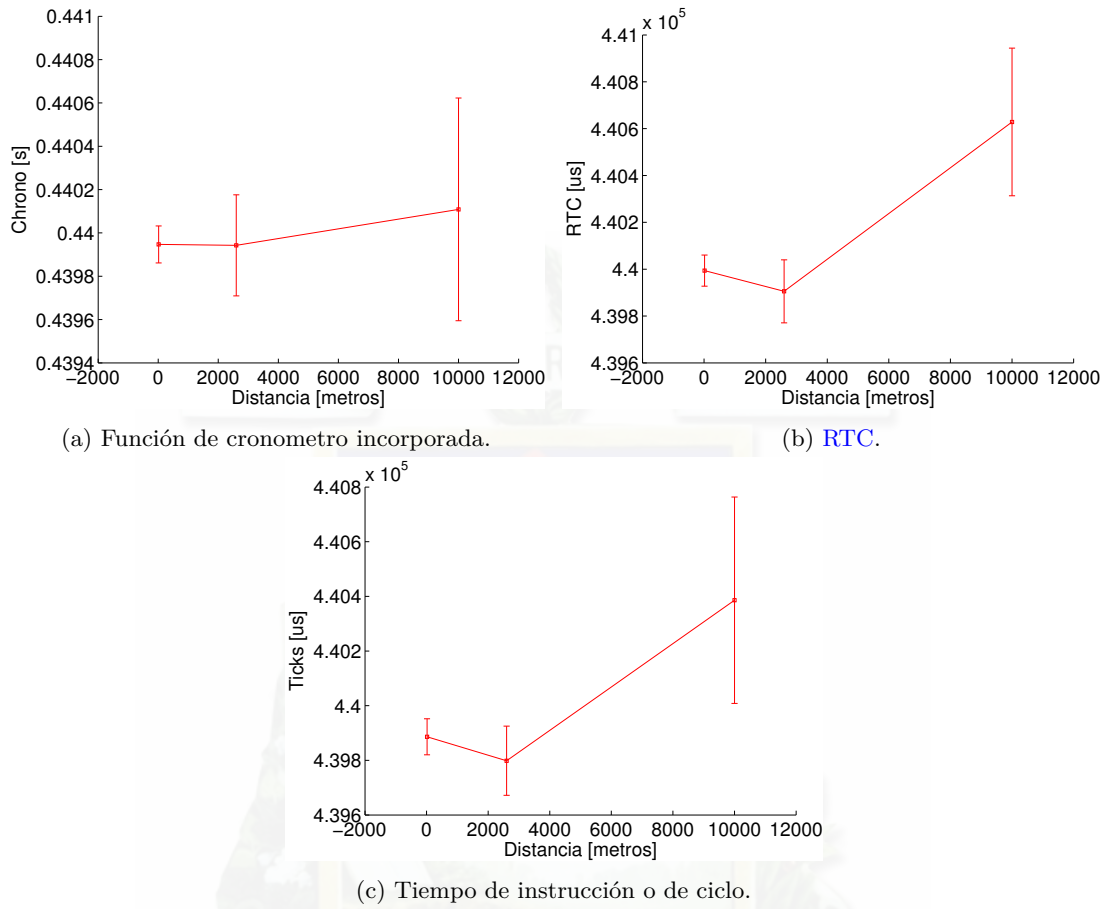 0.441
0.4408
0.4406
0.4404
0.4402
0.44
0.4398
0.4396
0.4394
Chrono [s]
−2000 0 2000 4000 6000 8000 10000 12000
Distancia [metros]
(a) Función de cronometro incorporada.
x 10^5
4.41
4.408
4.406
4.404
4.402
4.4
4.398
4.396
RTC [us]
−2000 0 2000 4000 6000 8000 10000 12000
Distancia [metros]
(b) RTC.
x 10^5
4.408
4.406
4.404
4.402
4.4
4.398
4.396
Ticks [us]
−2000 0 2000 4000 6000 8000 10000 12000
Distancia [metros]
(c) Tiempo de instrucción o de ciclo.